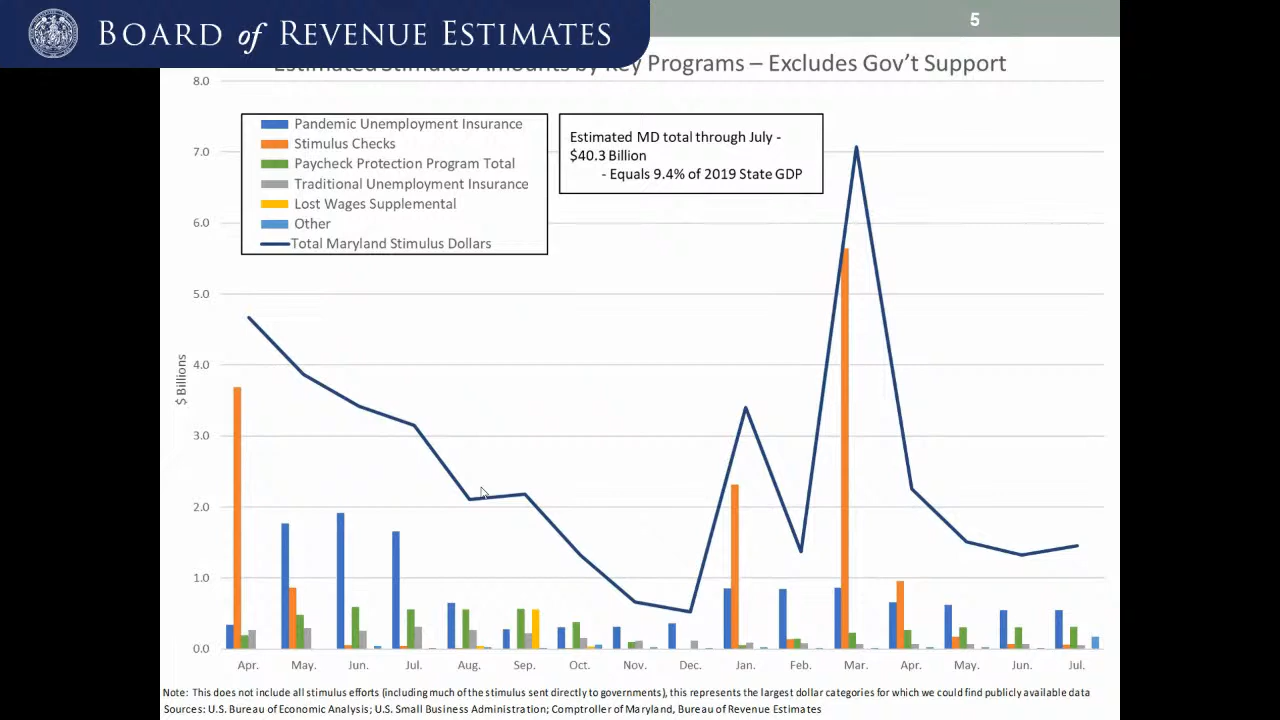 BOARD of REVENUE ESTIMATES
5
Estimated Stimulus Amounts by Key Programs – Excludes Gov't Support
8.0
7.0
6.0
5.0
4.0
3.0
2.0
1.0
0.0
$ Billions
Pandemic Unemployment Insurance
Stimulus Checks
Paycheck Protection Program Total
Traditional Unemployment Insurance
Lost Wages Supplemental
Other
Total Maryland Stimulus Dollars
Estimated MD total through July -
$40.3 Billion
- Equals 9.4% of 2019 State GDP
Apr. May. Jun. Jul. Aug. Sep. Oct. Nov. Dec. Jan. Feb. Mar. Apr. May. Jun. Jul.
Note: This does not include all stimulus efforts (including much of the stimulus sent directly to governments), this represents the largest dollar categories for which we could find publicly available data
Sources: U.S. Bureau of Economic Analysis; U.S. Small Business Administration; Comptroller of Maryland, Bureau of Revenue Estimates